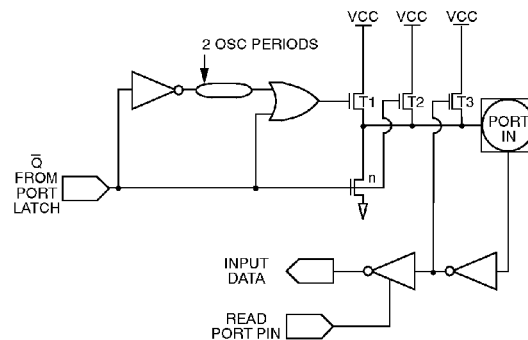 VCC VCC VCC
2 OSC PERIODS
T1 T2 T3
PORT
IN
Q
FROM
PORT
LATCH
n
INPUT
DATA
READ
PORT PIN